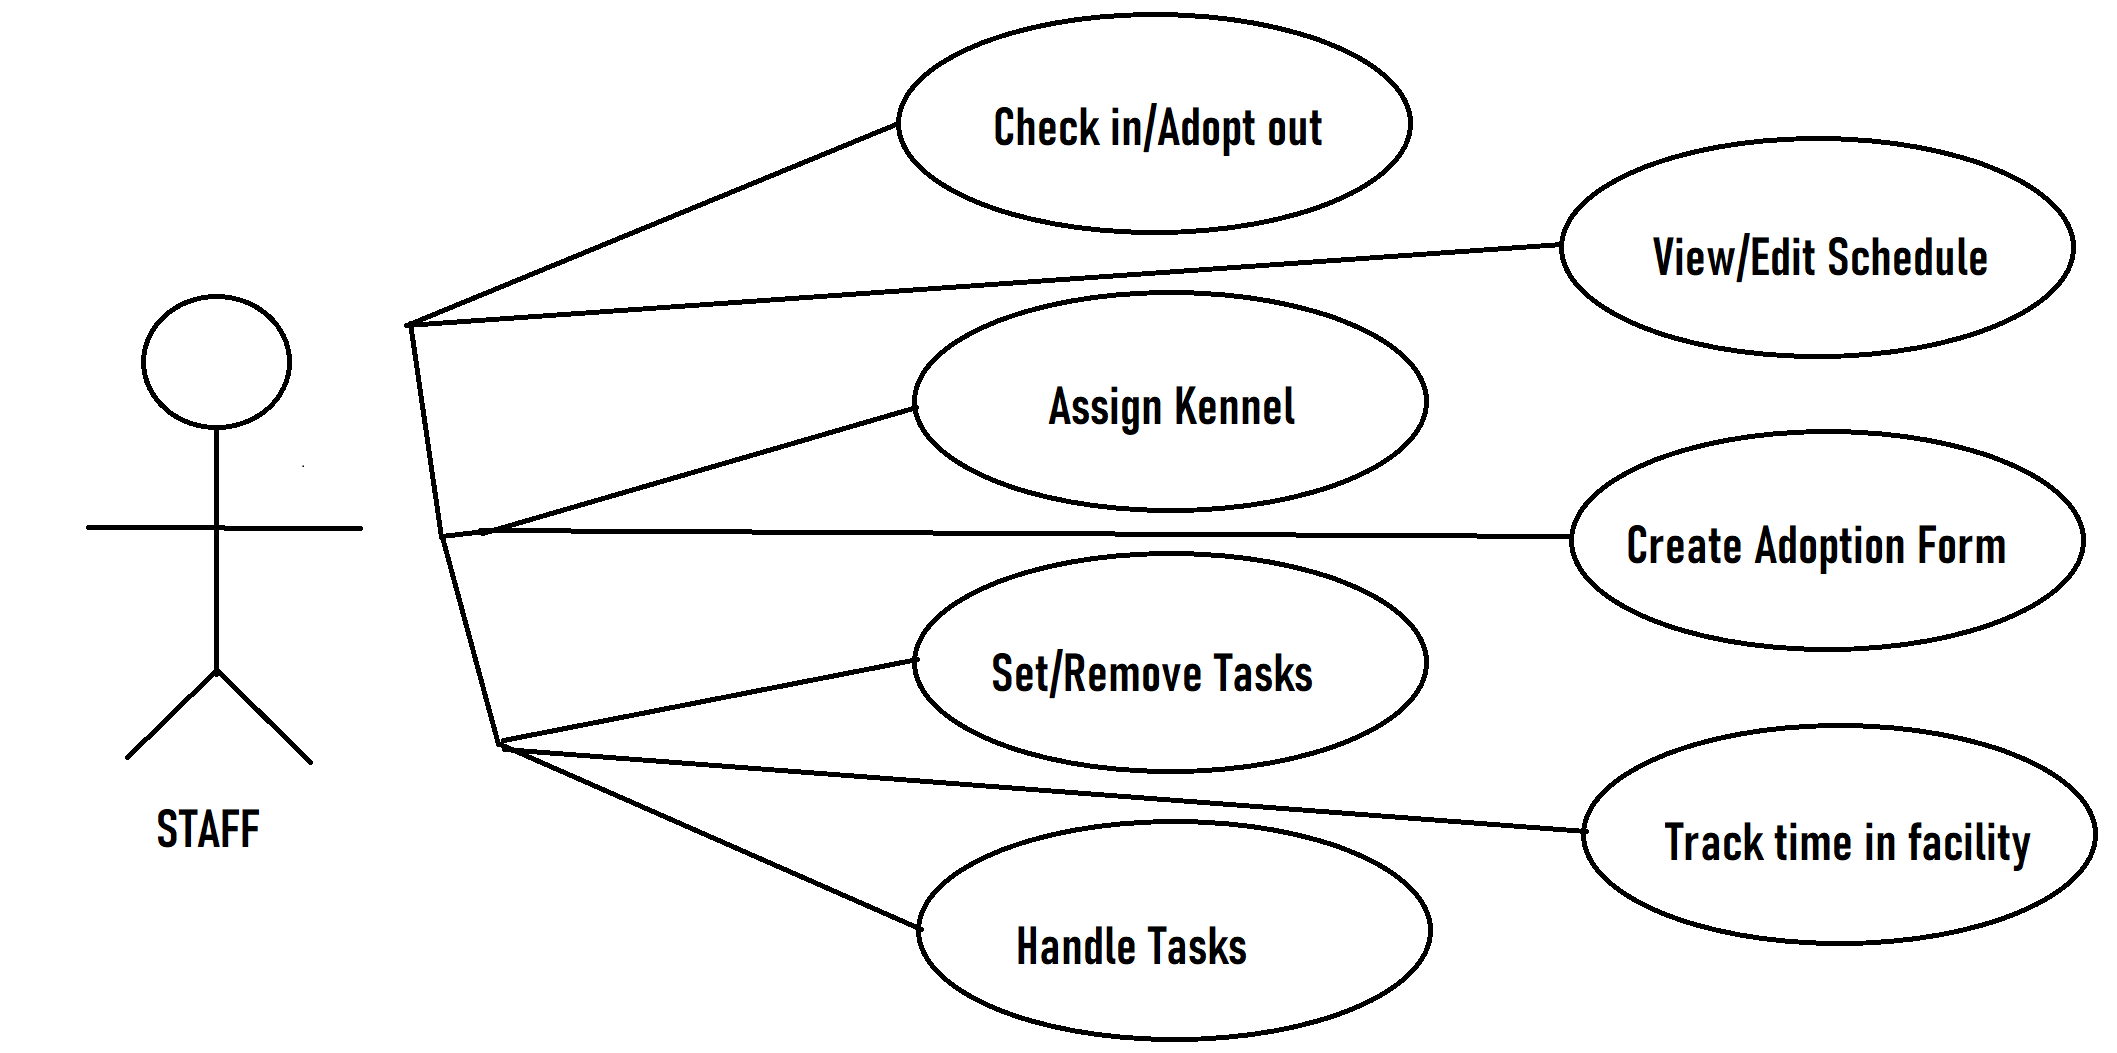 Check in/Adopt out
View/Edit Schedule
Assign Kennel
Create Adoption Form
Set/Remove Tasks
STAFF
Track time in facility
Handle Tasks